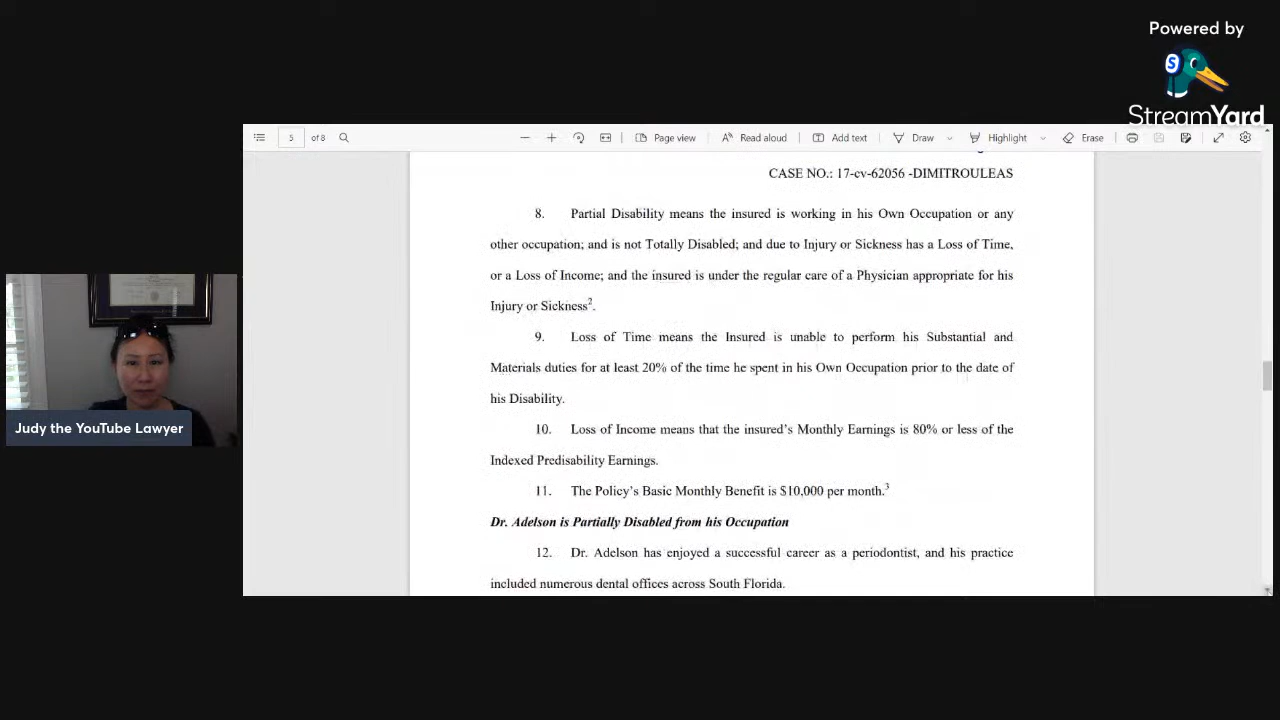 Powered by
S
StreamYard
5 of 8
Page view
Read aloud
Add text
Draw
Highlight
Erase
CASE NO.: 17-cv-62056 -DIMITROULEAS
8. Partial Disability means the insured is working in his Own Occupation or any
other occupation; and is not Totally Disabled; and due to Injury or Sickness has a Loss of Time,
or a Loss of Income; and the insured is under the regular care of a Physician appropriate for his
Injury or Sickness2.
9. Loss of Time means the Insured is unable to perform his Substantial and
Materials duties for at least 20% of the time he spent in his Own Occupation prior to the date of
his Disability.
10. Loss of Income means that the insured's Monthly Earnings is 80% or less of the
Indexed Predisability Earnings.
11. The Policy's Basic Monthly Benefit is $10,000 per month.3
Dr. Adelson is Partially Disabled from his Occupation
12. Dr. Adelson has enjoyed a successful career as a periodontist, and his practice
included numerous dental offices across South Florida.
Judy the YouTube Lawyer